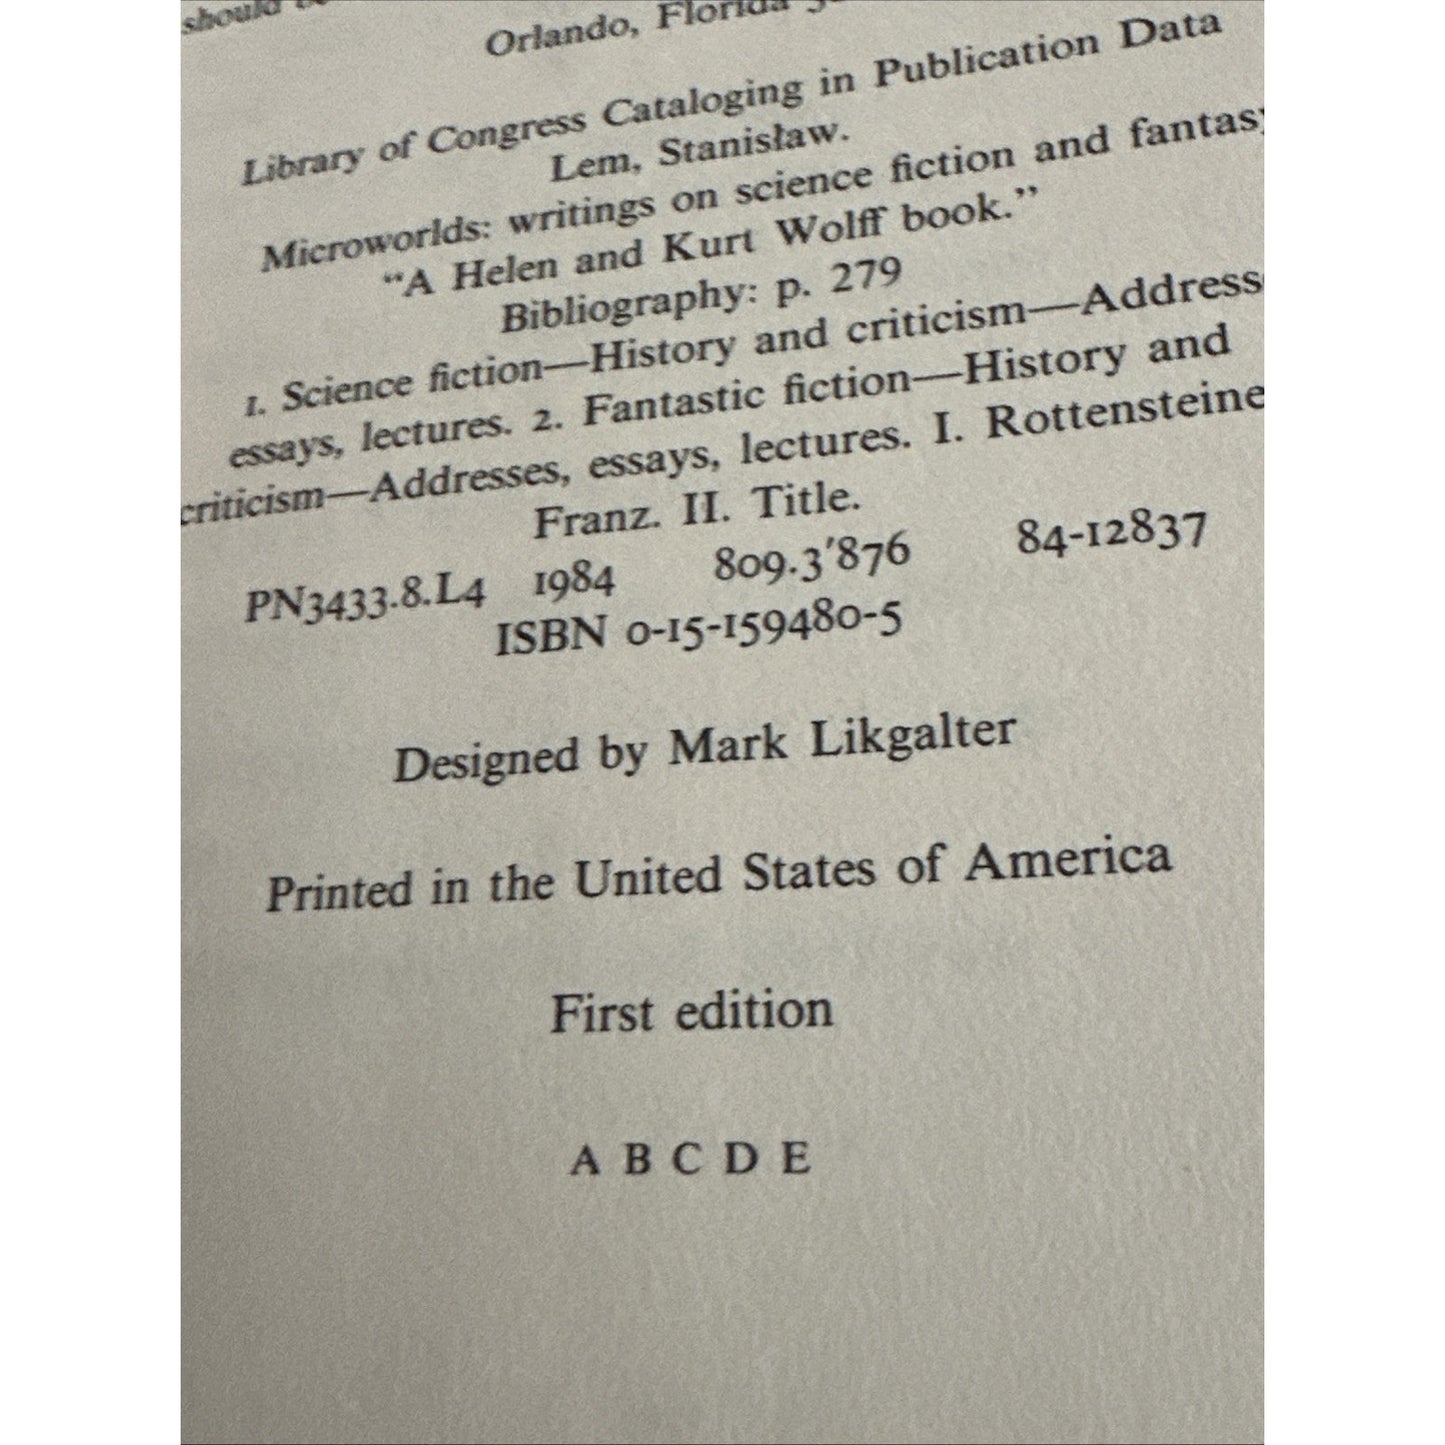 should
Orlando, Florida
Library of Congress Cataloging in Publication Data
Lem, Stanisław.
Microworlds: writings on science fiction and fantasy
“A Helen and Kurt Wolff book.”
Bibliography: p. 279
1. Science fiction—History and criticism—Address
essays, lectures. 2. Fantastic fiction—History and
criticism—Addresses, essays, lectures. I. Rottensteine
Franz. II. Title.
PN3433.8.L4 1984 809.3′876 84-12837
ISBN 0-15-159480-5
Designed by Mark Likgalter
Printed in the United States of America
First edition
A B C D E